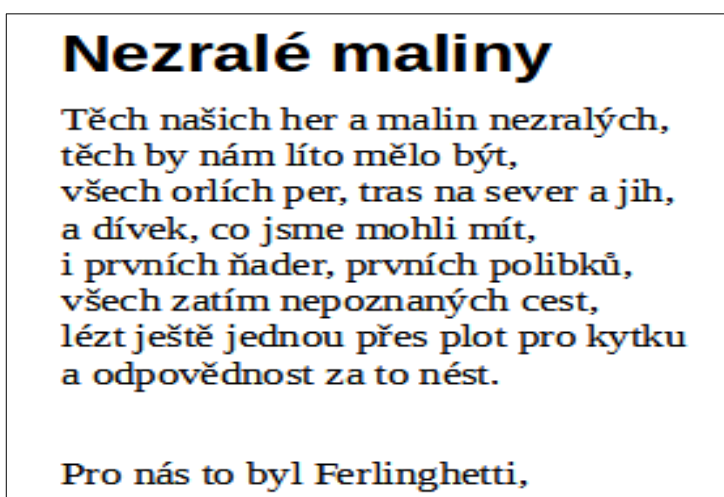 Nezralé maliny
Těch našich her a malin nezralých,
těch by nám líto mělo být,
všech orlích per, tras na sever a jih,
a dívek, co jsme mohli mít,
i prvních ňader, prvních polibků,
všech zatím nepoznaných cest,
lézt ještě jednou přes plot pro kytku
a odpovědnost za to nést.
Pro nás to byl Ferlinghetti,